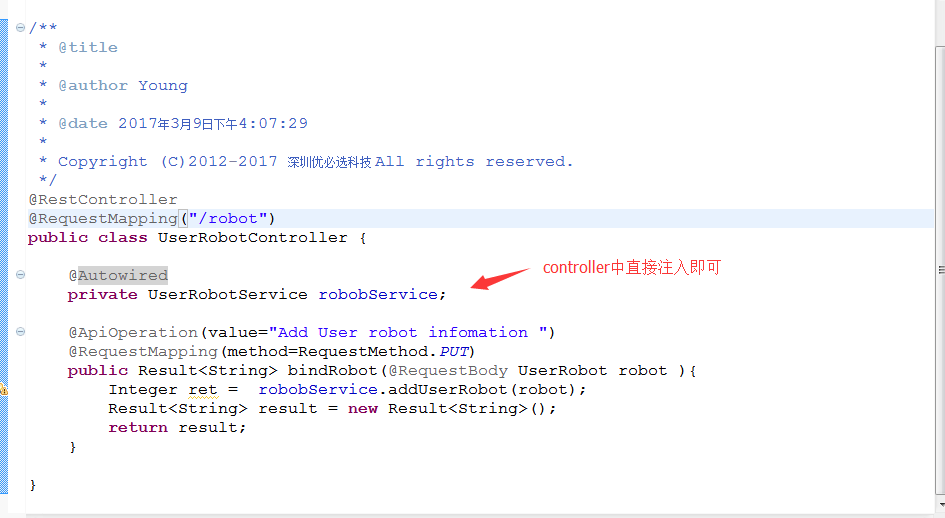 /**
 * @title
 *
 * @author Young
 *
 * @date 2017年3月9日下午4:07:29
 *
 * Copyright (C)2012-2017 深圳优必选科技 All rights reserved.
 */
@RestController
@RequestMapping("/robot")
public class UserRobotController {
@Autowired
controller中直接注入即可
private UserRobotService robobService;
@ApiOperation(value="Add User robot infomation ")
@RequestMapping(method=RequestMethod.PUT)
public Result<String> bindRobot(@RequestBody UserRobot robot ){
Integer ret =  robobService.addUserRobot(robot);
Result<String> result = new Result<String>();
return result;
}
}